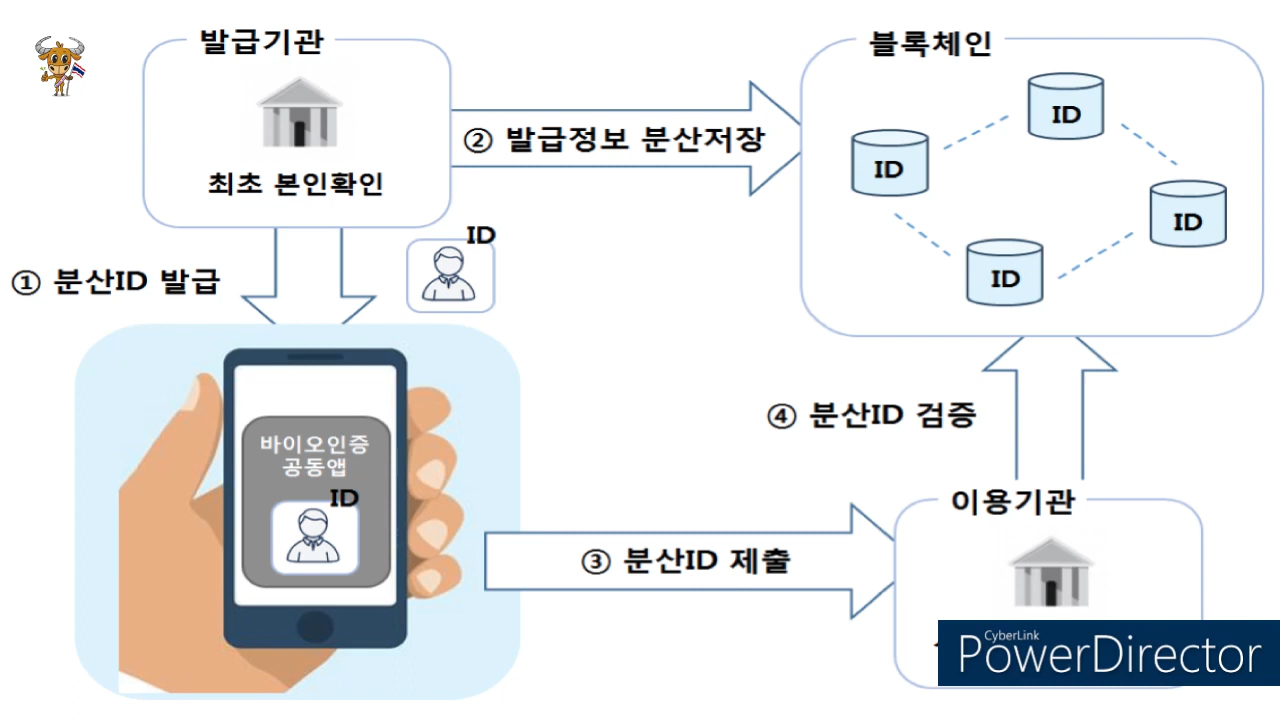 발급기관
최초 본인확인
② 발급정보 분산저장
블록체인
ID
ID
ID
ID
① 분산ID 발급
ID
바이오인증
공동앱
ID
③ 분산ID 제출
④ 분산ID 검증
이용기관
CyberLink
PowerDirector